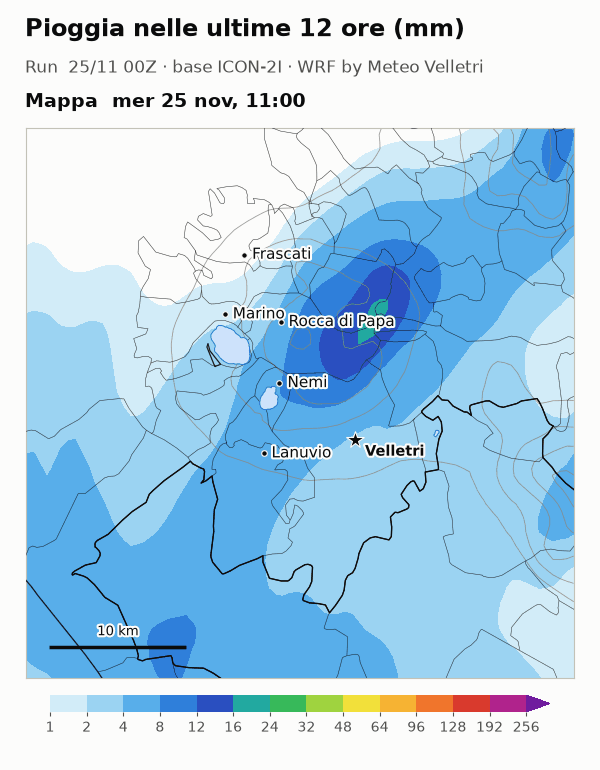 Pioggia nelle ultime 12 ore (mm)
Run  25/11 00Z · base ICON-2I · WRF by Meteo Velletri
Mappa  mer 25 nov, 11:00
Frascati
Marino
Rocca di Papa
Nemi
Velletri
Lanuvio
10 km
1 2 4 8 12 16 24 32 48 64 96 128 192 256